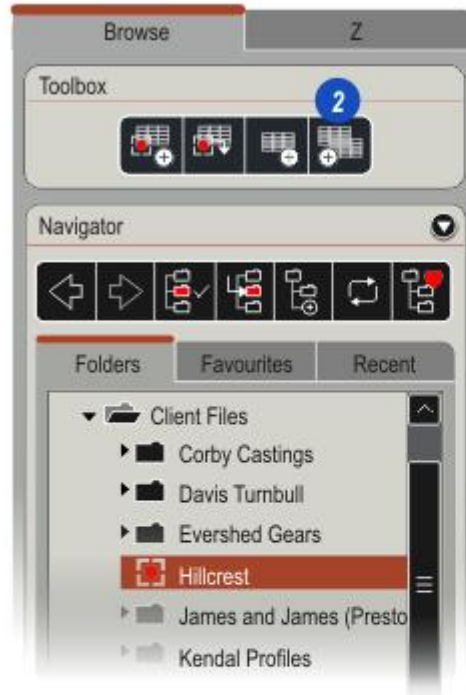 Browse Z
Toolbox
2
Navigator
Folders Favourites Recent
Client Files
Corby Castings
Davis Turnbull
Evershed Gears
Hillcrest
James and James (Presto
Kendal Profiles